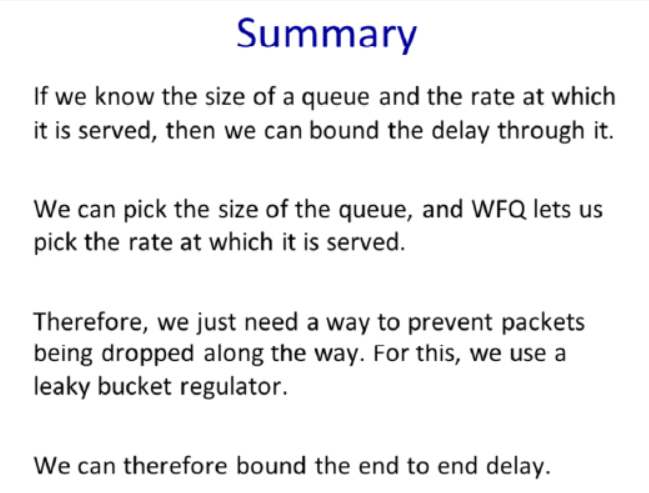 Summary
If we know the size of a queue and the rate at which
it is served, then we can bound the delay through it.
We can pick the size of the queue, and WFQ lets us
pick the rate at which it is served.
Therefore, we just need a way to prevent packets
being dropped along the way. For this, we use a
leaky bucket regulator.
We can therefore bound the end to end delay.